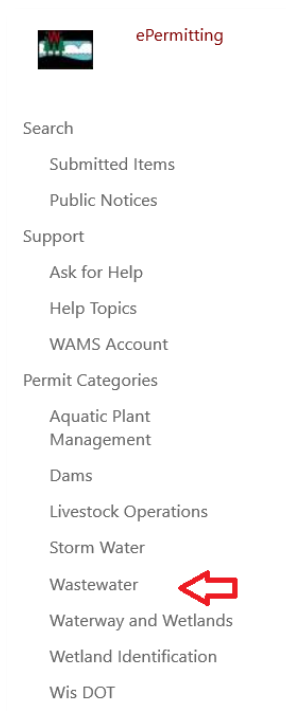 ePermitting
Search
Submitted Items
Public Notices
Support
Ask for Help
Help Topics
WAMS Account
Permit Categories
Aquatic Plant
Management
Dams
Livestock Operations
Storm Water
Wastewater
Waterway and Wetlands
Wetland Identification
Wis DOT